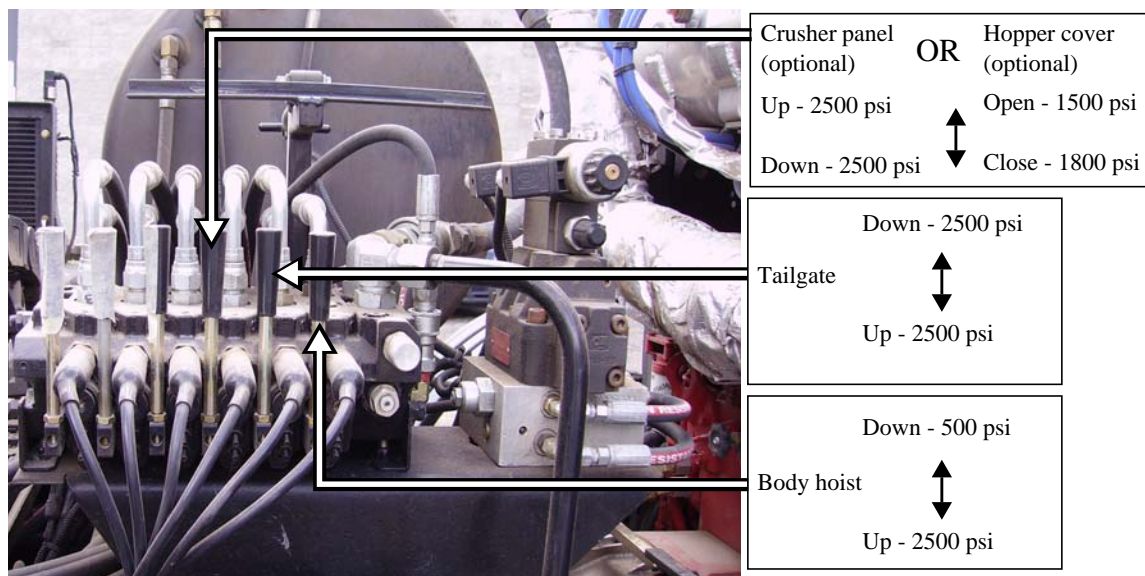 Crusher panel
(optional)
OR
Hopper cover
(optional)
Up - 2500 psi
Open - 1500 psi
Down - 2500 psi
Close - 1800 psi
Down - 2500 psi
Tailgate
Up - 2500 psi
Down - 500 psi
Body hoist
Up - 2500 psi